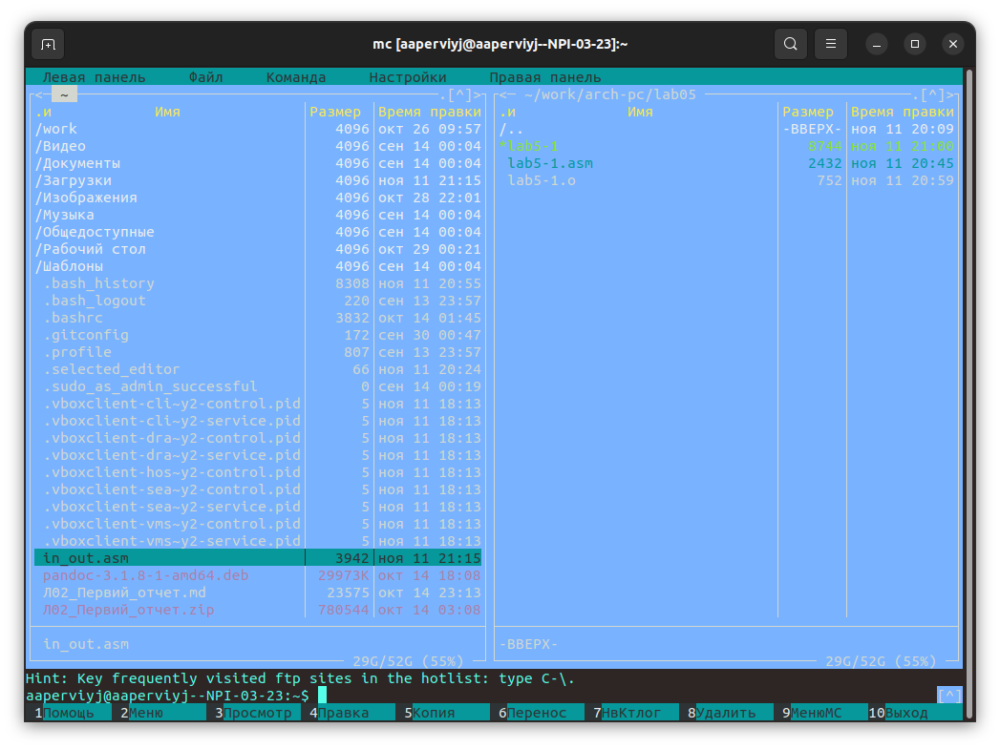 mc [aaperviyj@aaperviyj--NPI-03-23]:~
Левая панель Файл Команда Настройки Правая панель
<─ ~ .[^]> <─ ~/work/arch-pc/lab05 .[^]>
.и Имя Размер Время правки .и Имя Размер Время правки
/work 4096 окт 26 09:57 /.. -ВВЕРХ- ноя 11 20:09
/Видео 4096 сен 14 00:04 *lab5-1 8744 ноя 11 21:00
/Документы 4096 сен 14 00:04 lab5-1.asm 2432 ноя 11 20:45
/Загрузки 4096 ноя 11 21:15 lab5-1.o 752 ноя 11 20:59
/Изображения 4096 окт 28 22:01
/Музыка 4096 сен 14 00:04
/Общедоступные 4096 сен 14 00:04
/Рабочий стол 4096 окт 29 00:21
/Шаблоны 4096 сен 14 00:04
.bash_history 8308 ноя 11 20:55
.bash_logout 220 сен 13 23:57
.bashrc 3832 окт 14 01:45
.gitconfig 172 сен 30 00:47
.profile 807 сен 13 23:57
.selected_editor 66 ноя 11 20:24
.sudo_as_admin_successful 0 сен 14 00:19
.vboxclient-cli~y2-control.pid 5 ноя 11 18:13
.vboxclient-cli~y2-service.pid 5 ноя 11 18:13
.vboxclient-dra~y2-control.pid 5 ноя 11 18:13
.vboxclient-dra~y2-service.pid 5 ноя 11 18:13
.vboxclient-hos~y2-control.pid 5 ноя 11 18:13
.vboxclient-sea~y2-control.pid 5 ноя 11 18:13
.vboxclient-sea~y2-service.pid 5 ноя 11 18:13
.vboxclient-vms~y2-control.pid 5 ноя 11 18:13
.vboxclient-vms~y2-service.pid 5 ноя 11 18:13
in_out.asm 3942 ноя 11 21:15
pandoc-3.1.8-1-amd64.deb 29973K окт 14 18:08
Л02_Первий_отчет.md 23575 окт 14 23:13
Л02_Первий_отчет.zip 780544 окт 14 03:08
in_out.asm -ВВЕРХ-
29G/52G (55%) 29G/52G (55%)
Hint: Key frequently visited ftp sites in the hotlist: type C-\.
aaperviyj@aaperviyj--NPI-03-23:~$ [^]
1Помощь 2Меню 3Просмотр 4Правка 5Копия 6Перенос 7НвКтлог 8Удалить 9МенюMC 10Выход